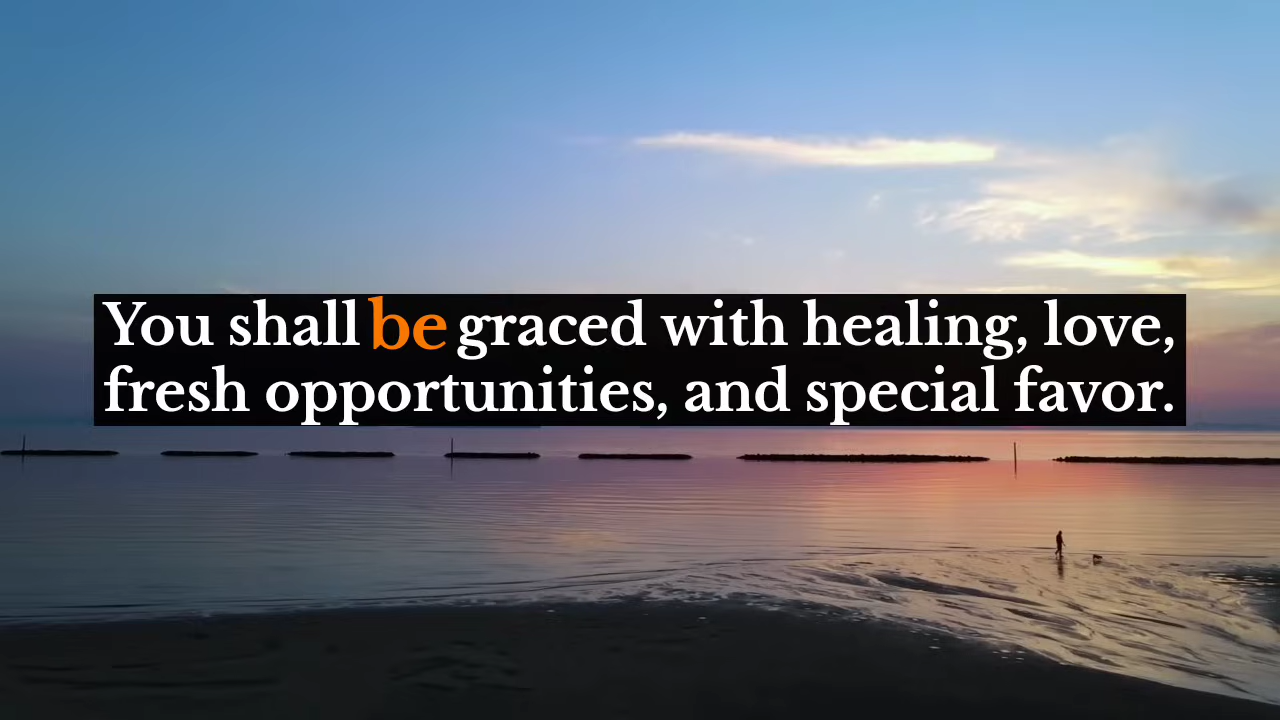 You shall be graced with healing, love,
fresh opportunities, and special favor.